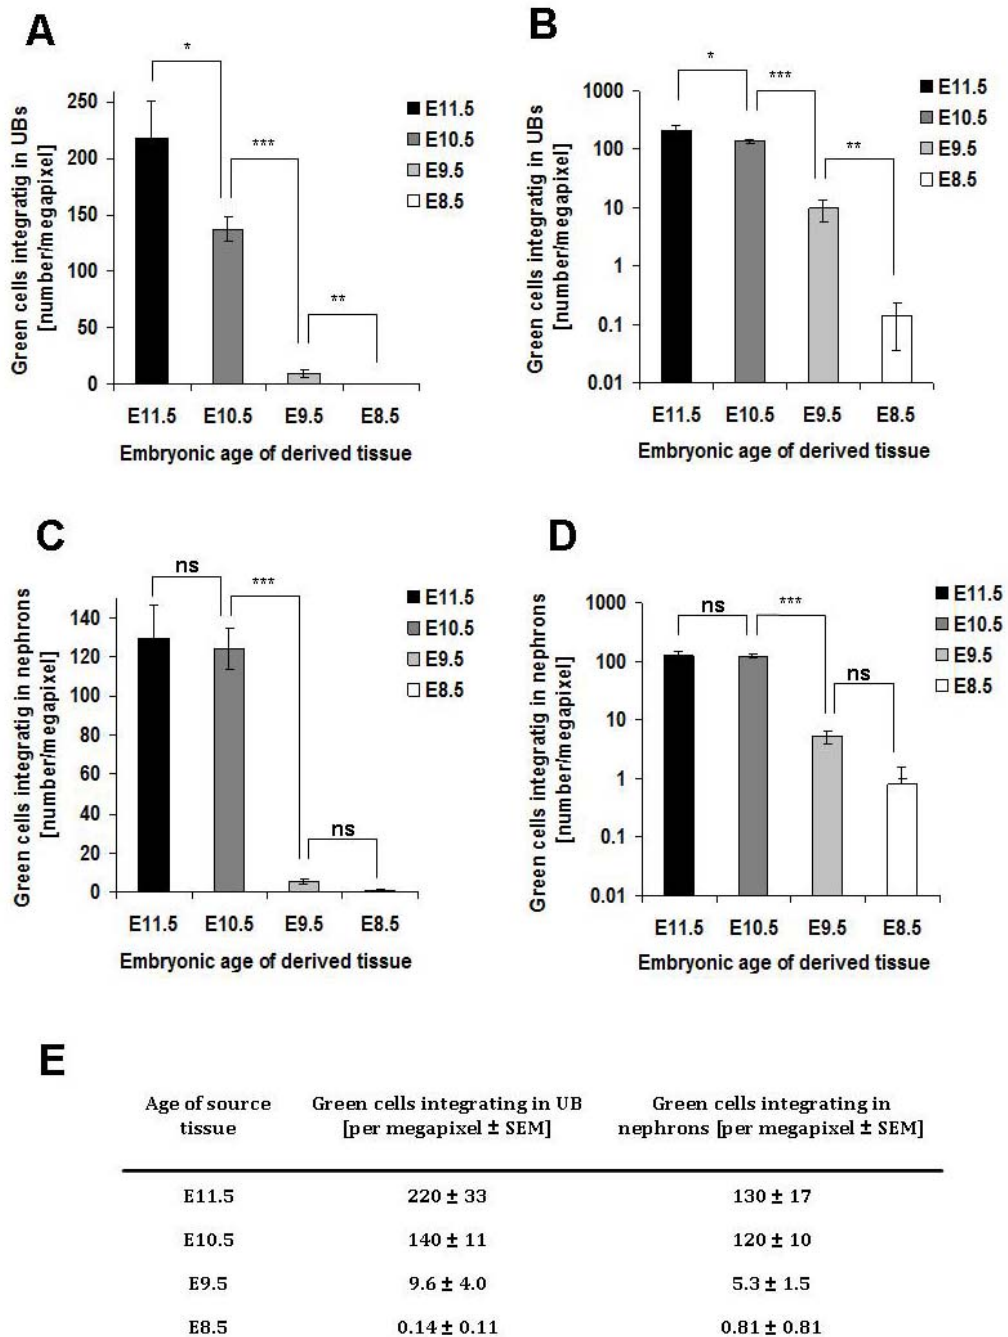 A
*
***
**
Green cells integratig in UBs
[number/megapixel]
250
200
150
100
50
0
E11.5
E10.5
E9.5
E8.5
E11.5 E10.5 E9.5 E8.5
Embryonic age of derived tissue
B
*
***
**
Green cells integratig in UBs
[number/megapixel]
1000
100
10
1
0.1
0.01
E11.5
E10.5
E9.5
E8.5
E11.5 E10.5 E9.5 E8.5
Embryonic age of derived tissue
C
ns
***
ns
Green cells integratig in nephrons
[number/megapixel]
140
120
100
80
60
40
20
0
E11.5
E10.5
E9.5
E8.5
E11.5 E10.5 E9.5 E8.5
Embryonic age of derived tissue
D
ns
***
ns
Green cells integratig in nephrons
[number/megapixel]
1000
100
10
1
0.1
0.01
E11.5
E10.5
E9.5
E8.5
E11.5 E10.5 E9.5 E8.5
Embryonic age of derived tissue
E
Age of source Green cells integrating in UB Green cells integrating in
tissue [per megapixel ± SEM] nephrons [per megapixel ± SEM]
E11.5 220 ± 33 130 ± 17
E10.5 140 ± 11 120 ± 10
E9.5 9.6 ± 4.0 5.3 ± 1.5
E8.5 0.14 ± 0.11 0.81 ± 0.81